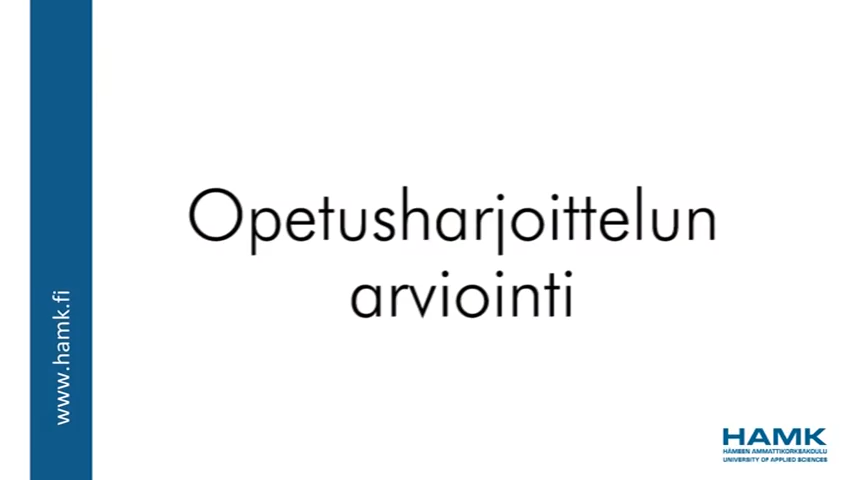 Opetusharjoittelun
arviointi
www.hamk.fi
HAMK
HÄMEEN AMMATTIKORKEAKOULU
UNIVERSITY OF APPLIED SCIENCES